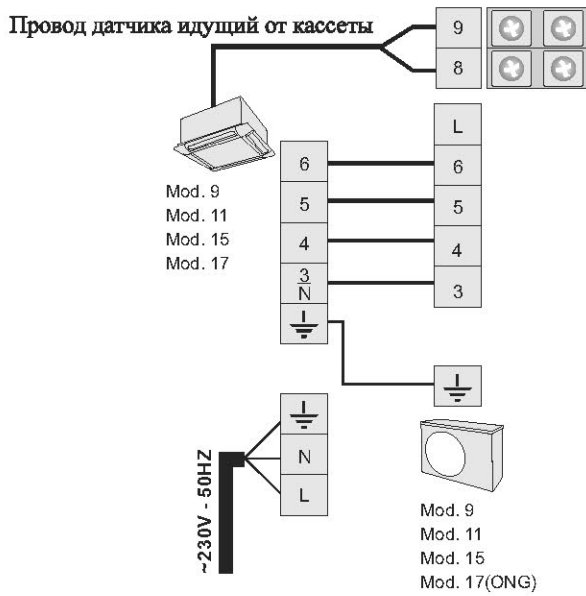 Провод датчика идущий от кассеты
9
8
L
6
5
4
3
6
5
4
3
N
Mod. 9
Mod. 11
Mod. 15
Mod. 17
N
L
~230V - 50HZ
Mod. 9
Mod. 11
Mod. 15
Mod. 17(ONG)